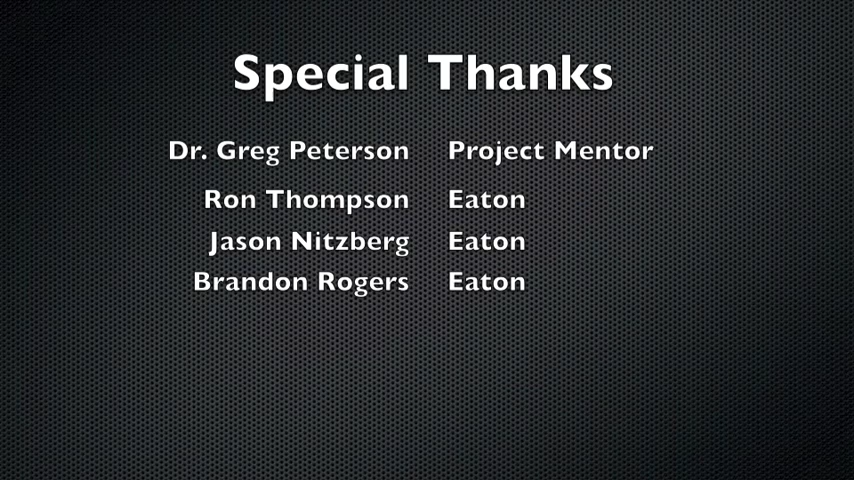 Special Thanks
Dr. Greg Peterson Project Mentor
Ron Thompson Eaton
Jason Nitzberg Eaton
Brandon Rogers Eaton